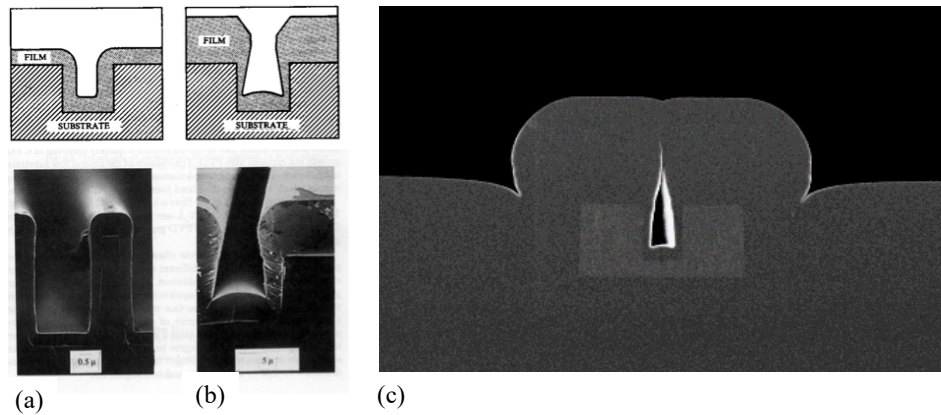 FILM
SUBSTRATE
FILM
SUBSTRATE
0.5 μ
5 μ
(a)
(b)
(c)